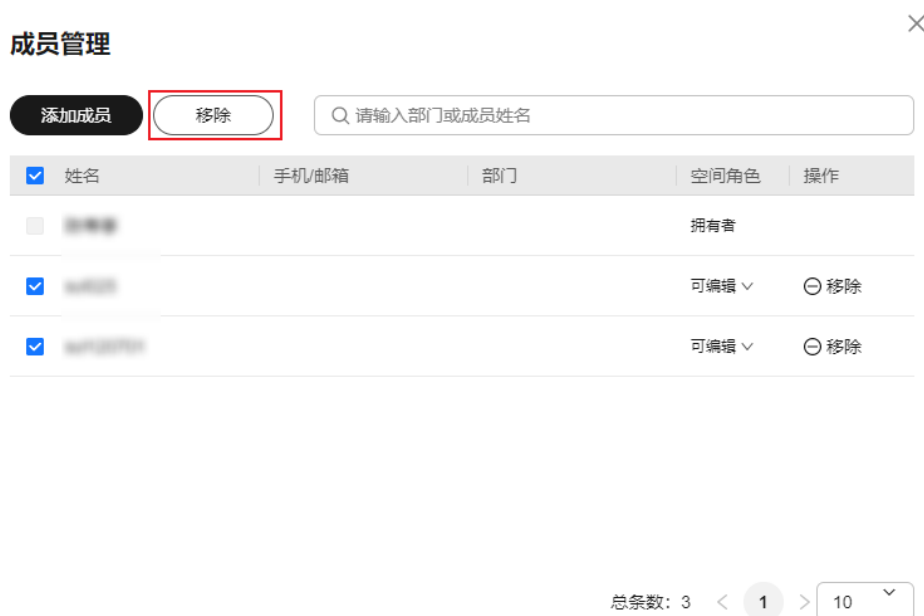 成员管理
添加成员 移除 请输入部门或成员姓名
姓名 手机/邮箱 部门 空间角色 操作
拥有者
可编辑 移除
可编辑 移除
总条数：3 < 1 > 10